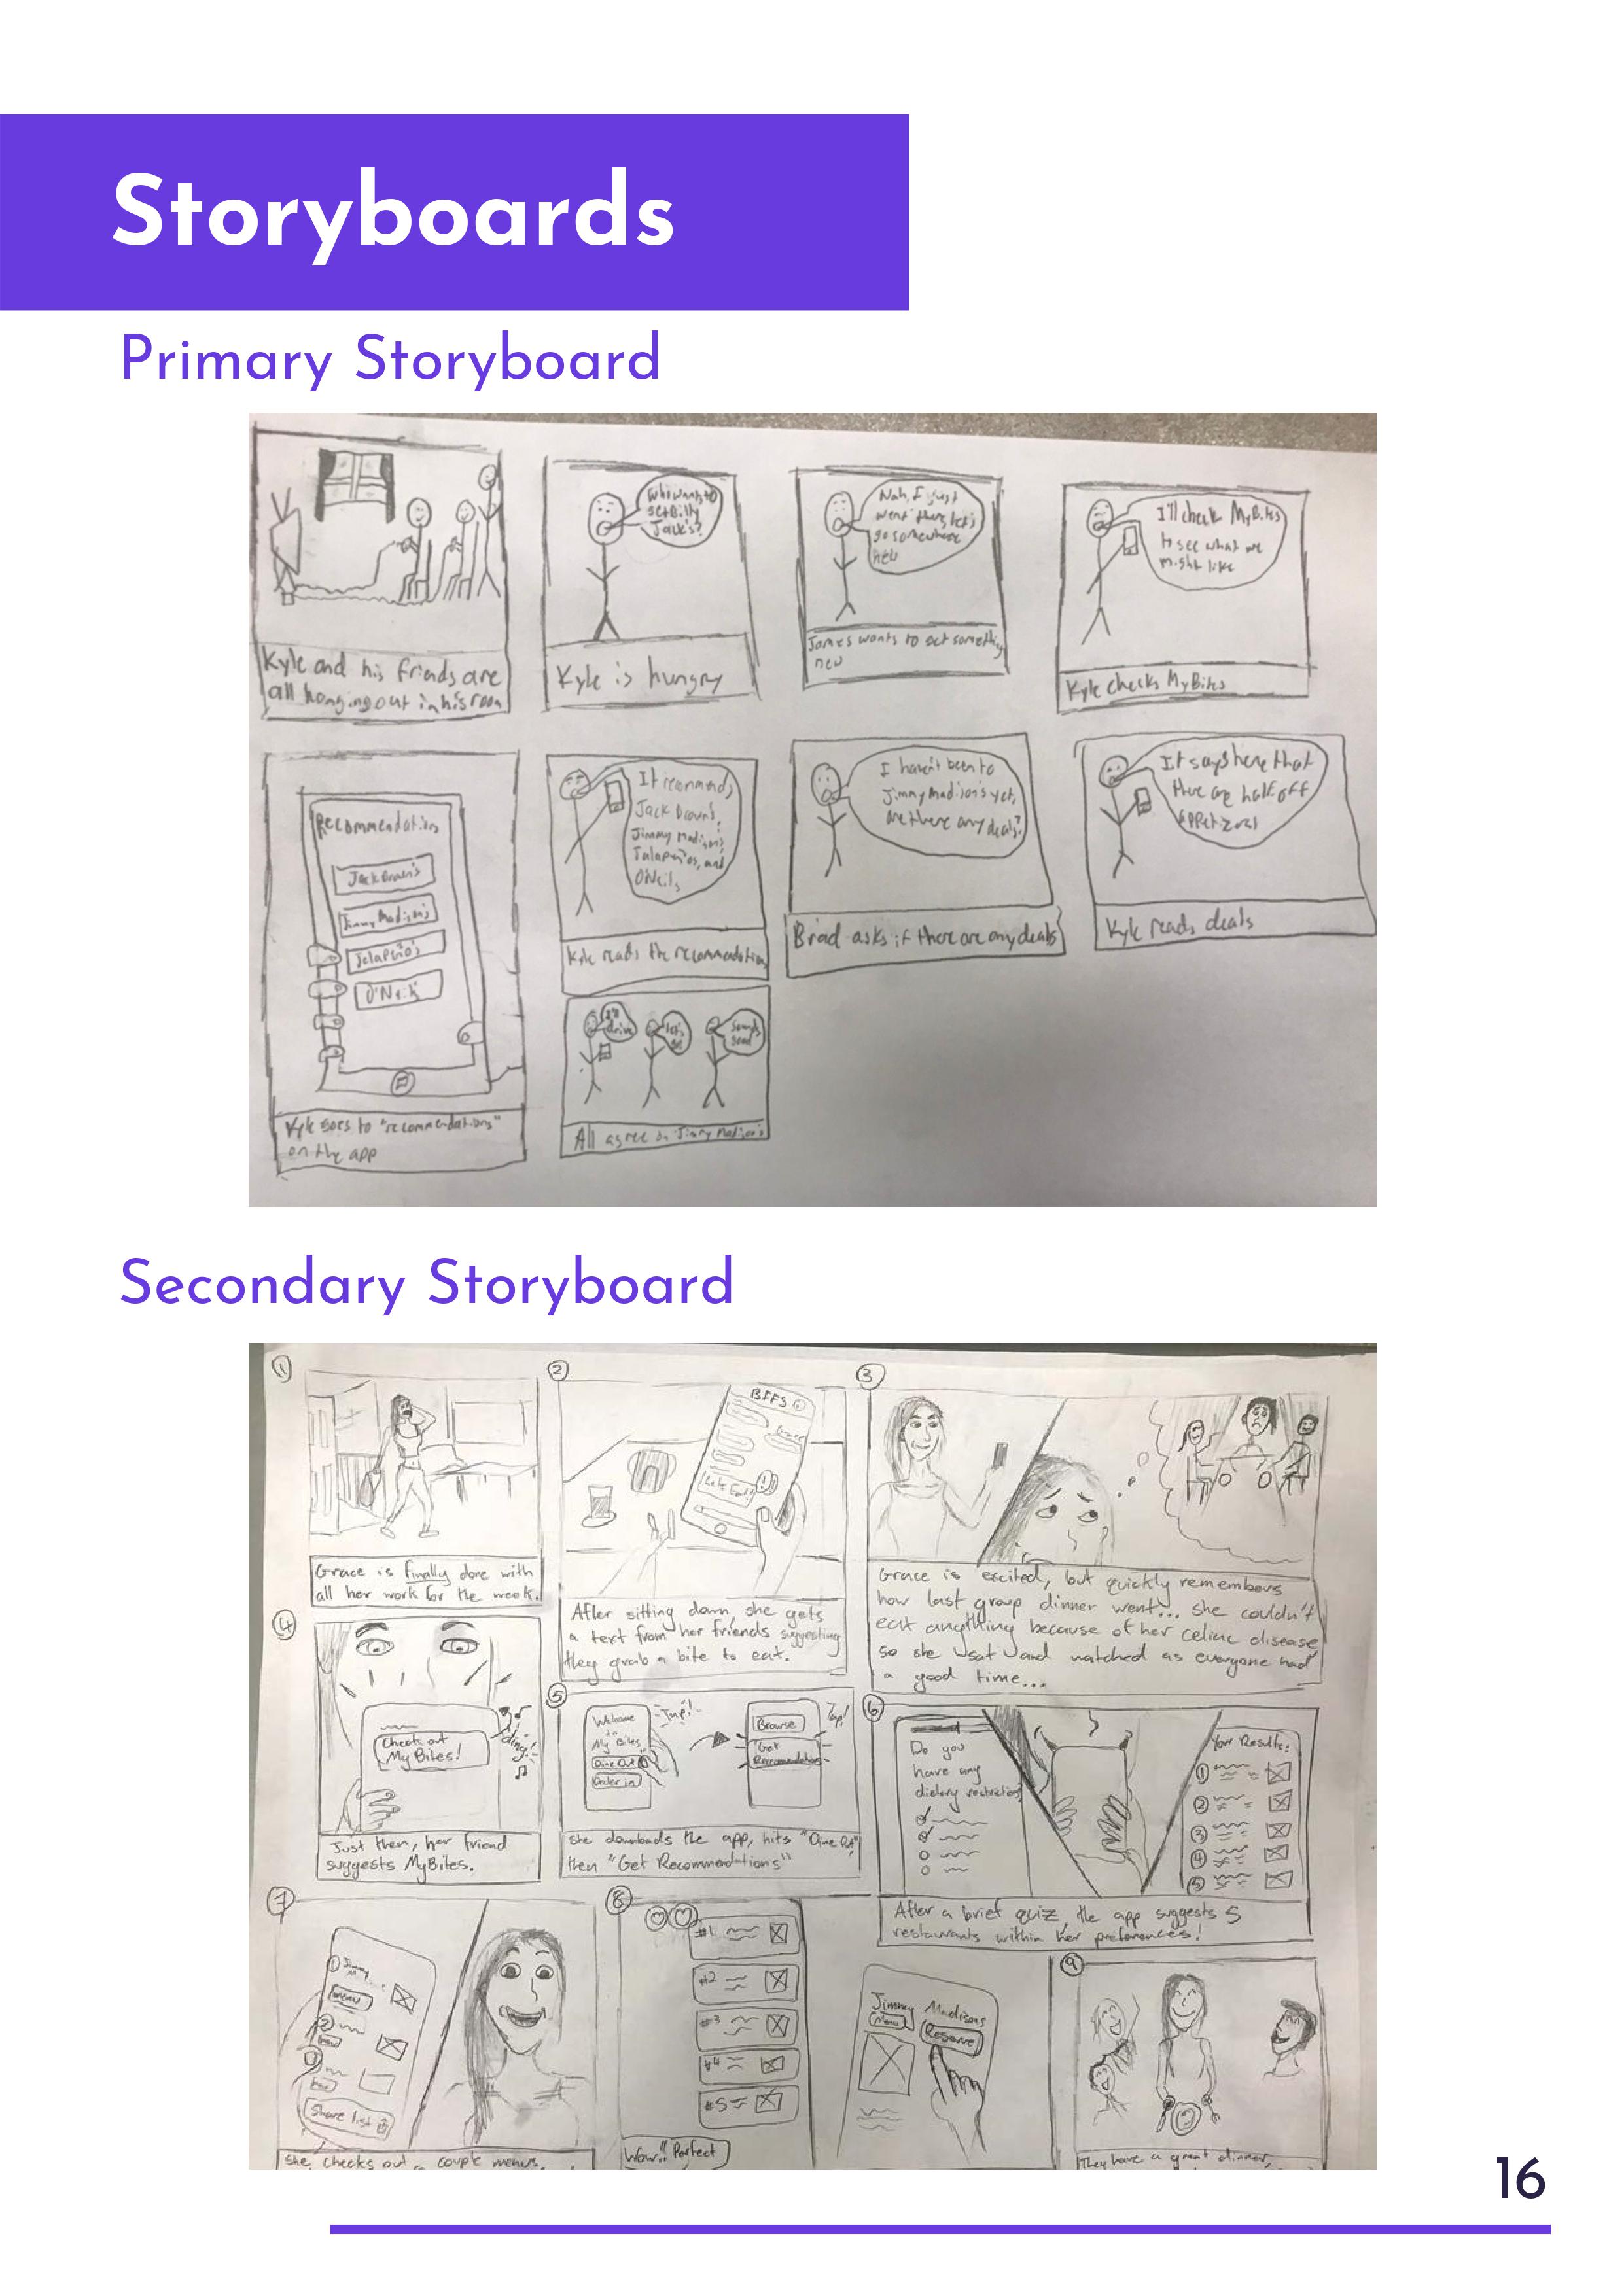 Storyboards
Primary Storyboard
Who wants to
get Billy
Jack's?
Nah, I just
went there, let's
go somewhere
new
I'll check MyBites
to see what we
might like
Kyle and his friends are
all hanging out in his room
Kyle is hungry
James wants to get something
new
Kyle checks MyBites
Recommendations
Jack Brown's
Jimmy Madison's
Jalapeño's
O'Neil's
Kyle goes to "recommendations"
on the app
It recommends
Jack Brown's,
Jimmy Madison's,
Jalapeños, and
O'Neils
Kyle reads the recommendations
I haven't been to
Jimmy Madison's yet,
are there any deals?
Brad asks if there are any deals
It says here that
there are half off
appetizers
Kyle reads deals
I'll
drive
let's
go
sounds
good
All agree on Jimmy Madison's
Secondary Storyboard
1
Grace is finally done with
all her work for the week.
2
BFFS
Grace
Lets Eat!
After sitting down, she gets
a text from her friends suggesting
they grab a bite to eat.
3
Grace is excited, but quickly remembers
how last group dinner went... she couldn't
eat anything because of her celiac disease
so she sat and watched as everyone had
a good time...
4
Check out
My Bites!
ding!
Just then, her friend
suggests MyBites.
5
Welcome
to
My Bites
Dine Out
Order in
Tap!
Browse
Get
Recommendations
Tap!
she downloads the app, hits "Dine Out",
then "Get Recommendations"
6
Do you
have any
dietary restrictions
Your Results:
1
2
3
4
5
After a brief quiz, the app suggests 5
restaurants within her preferences!
7
1 Jimmy
M...
menu
2
3
Share list
she checks out a couple menus,
8
#1
#2
#3
#4
#5
Wow!! Perfect
Jimmy Madisons
Menu
Reserve
9
They have a great dinner,
16